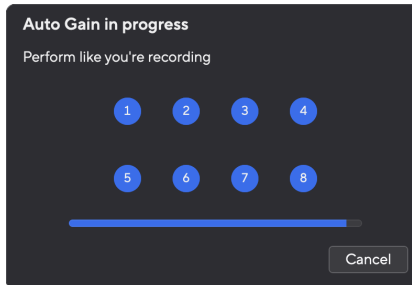 Auto Gain in progress
Perform like you're recording
1 2 3 4
5 6 7 8
Cancel